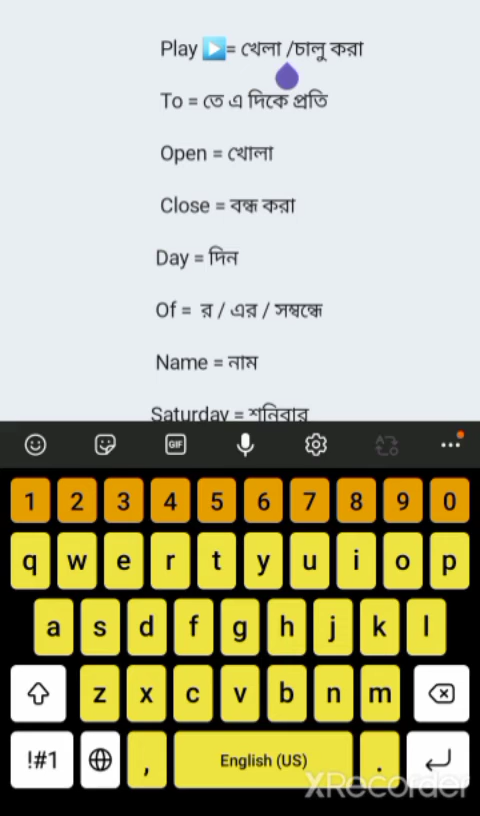 Play ▶️= খেলা /চালু করা
To = তে এ দিকে প্রতি
Open = খোলা
Close = বন্ধ করা
Day = দিন
Of = র / এর / সম্বন্ধে
Name = নাম
Saturday = শনিবার
GIF
1 2 3 4 5 6 7 8 9 0
q w e r t y u i o p
a s d f g h j k l
z x c v b n m
!#1 , English (US) .
XRecorder